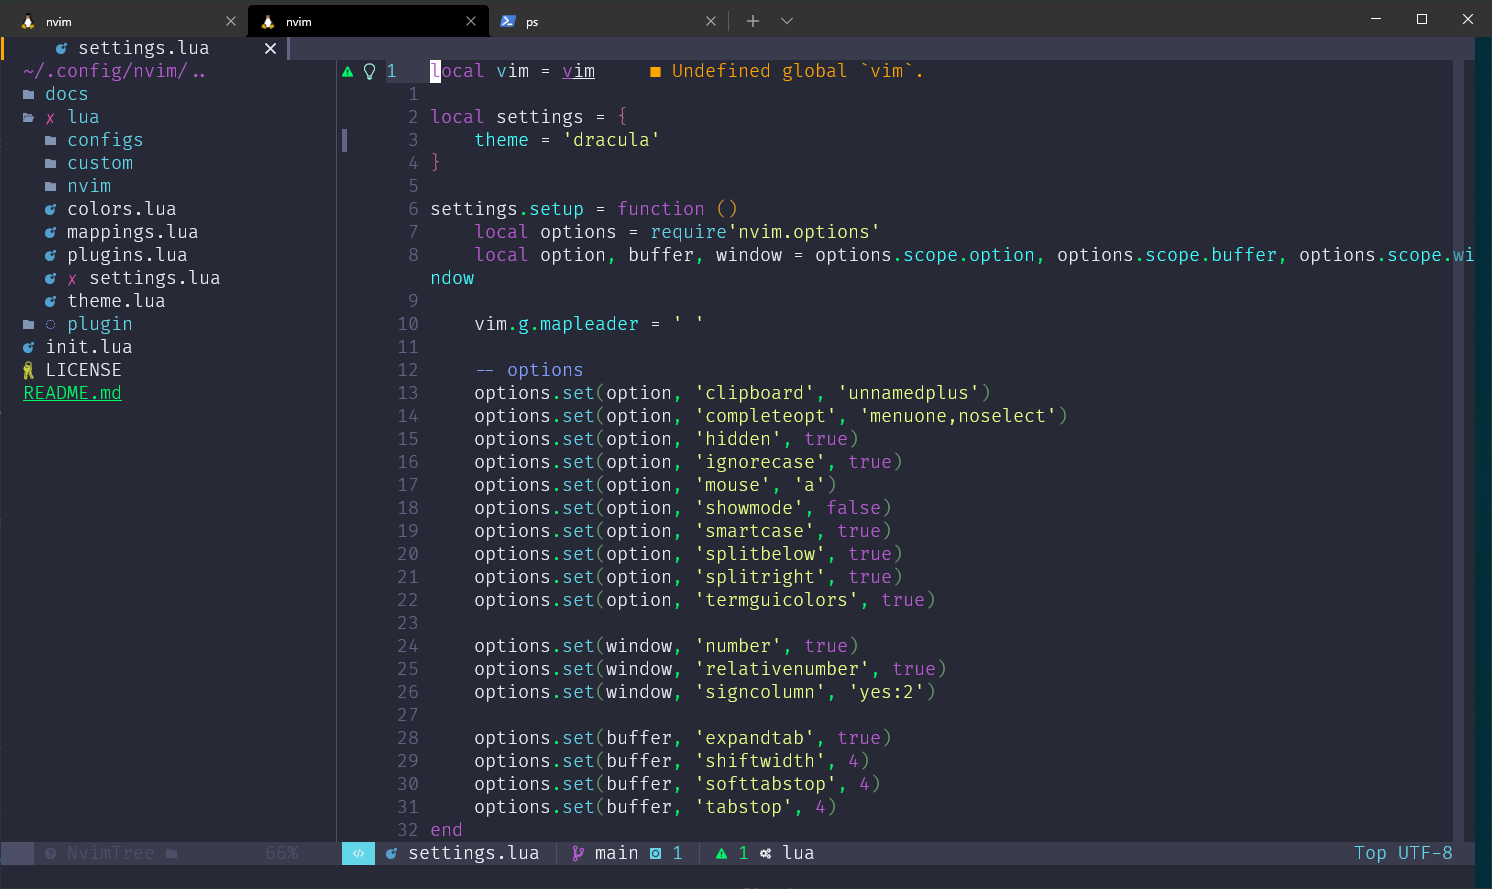 nvim
nvim
ps
settings.lua
~/.config/nvim/..
docs
lua
configs
custom
nvim
colors.lua
mappings.lua
plugins.lua
settings.lua
theme.lua
plugin
init.lua
LICENSE
README.md
1 local vim = vim ■ Undefined global `vim`.
1
2 local settings = {
3     theme = 'dracula'
4 }
5
6 settings.setup = function ()
7     local options = require'nvim.options'
8     local option, buffer, window = options.scope.option, options.scope.buffer, options.scope.wi
ndow
9
10     vim.g.mapleader = ' '
11
12     -- options
13     options.set(option, 'clipboard', 'unnamedplus')
14     options.set(option, 'completeopt', 'menuone,noselect')
15     options.set(option, 'hidden', true)
16     options.set(option, 'ignorecase', true)
17     options.set(option, 'mouse', 'a')
18     options.set(option, 'showmode', false)
19     options.set(option, 'smartcase', true)
20     options.set(option, 'splitbelow', true)
21     options.set(option, 'splitright', true)
22     options.set(option, 'termguicolors', true)
23
24     options.set(window, 'number', true)
25     options.set(window, 'relativenumber', true)
26     options.set(window, 'signcolumn', 'yes:2')
27
28     options.set(buffer, 'expandtab', true)
29     options.set(buffer, 'shiftwidth', 4)
30     options.set(buffer, 'softtabstop', 4)
31     options.set(buffer, 'tabstop', 4)
32 end
NvimTree 66%
settings.lua main 1 1 lua Top UTF-8